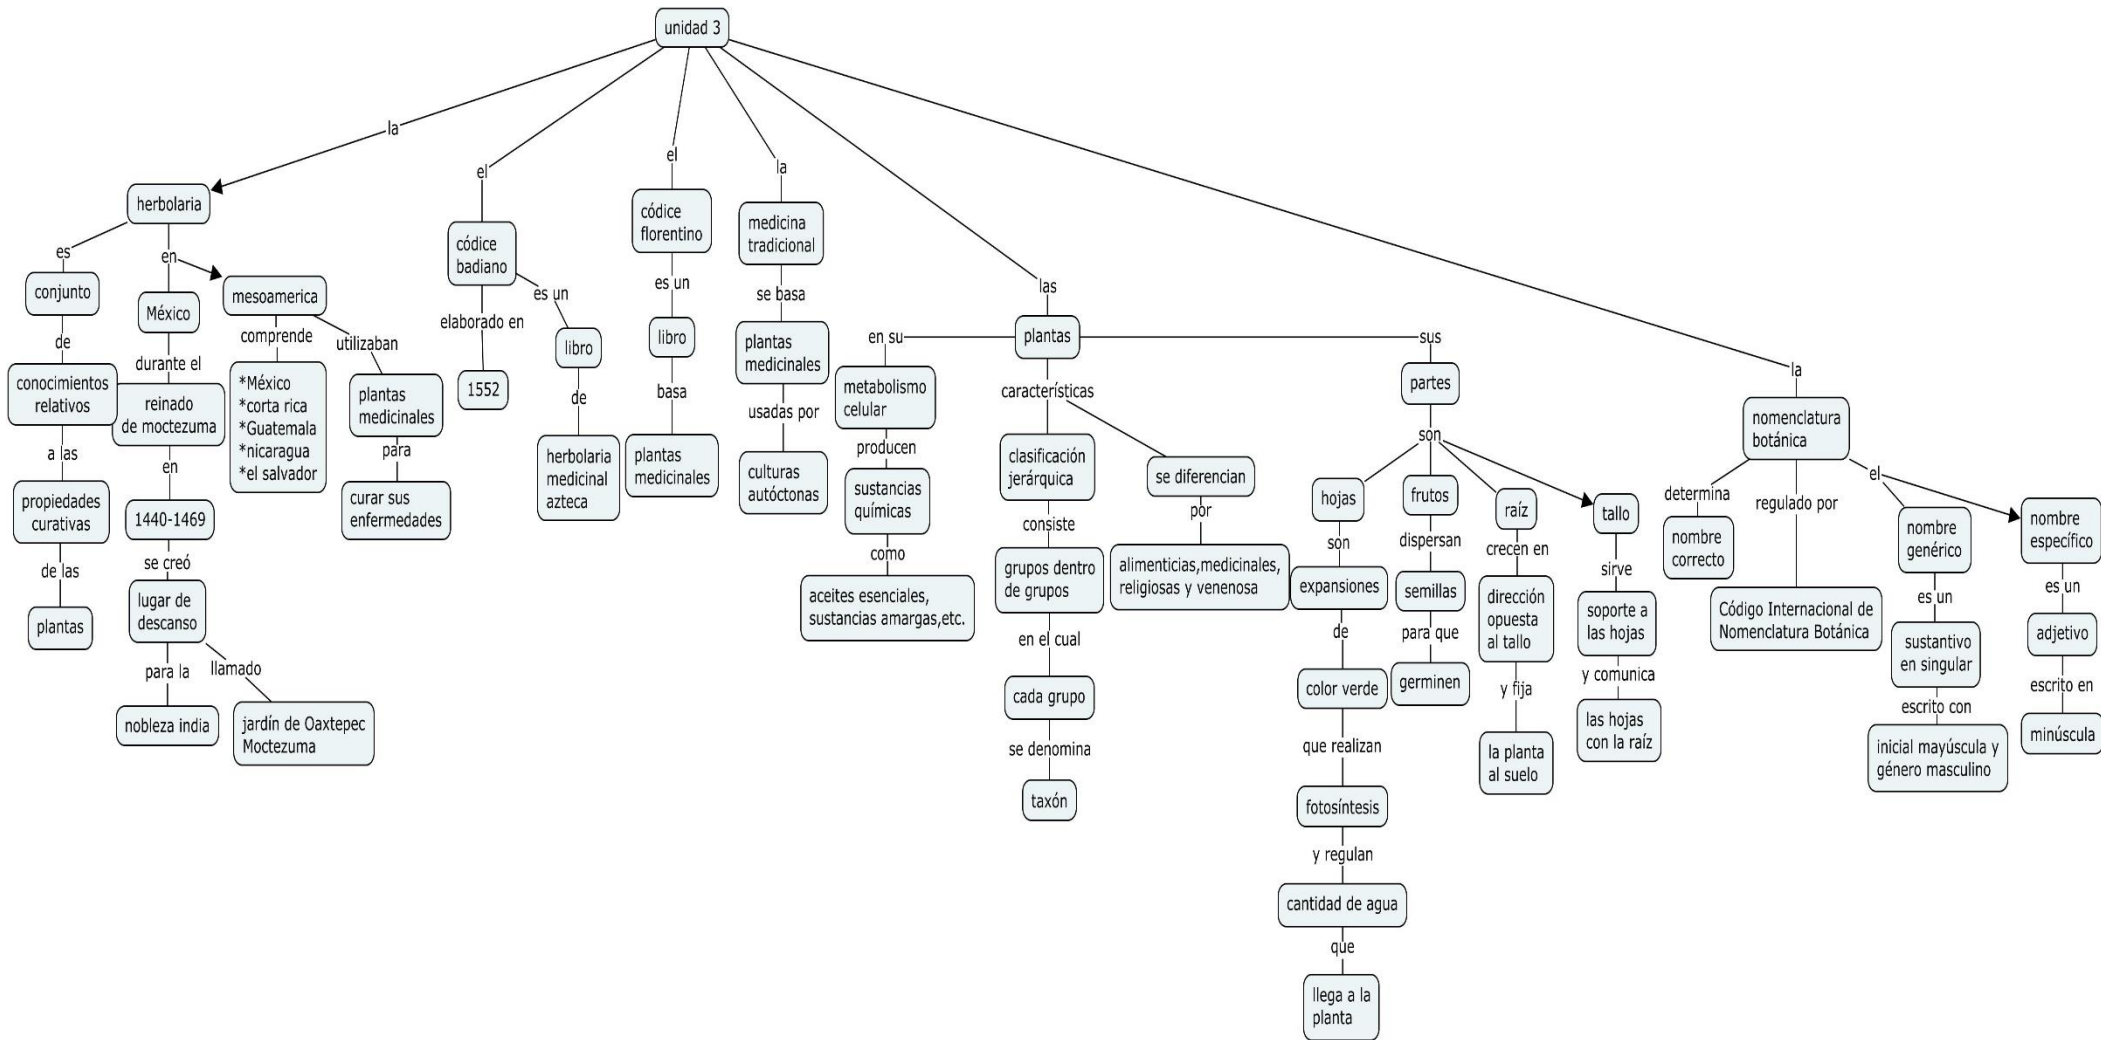 unidad 3
la
herbolaria
es
conjunto
de
conocimientos
relativos
a las
propiedades
curativas
de las
plantas
en
México
durante el
reinado
de moctezuma
en
1440-1469
se creó
lugar de
descanso
para la
nobleza india
llamado
jardín de Oaxtepec
Moctezuma
mesoamerica
comprende
*México
*corta rica
*Guatemala
*nicaragua
*el salvador
utilizaban
plantas
medicinales
para
curar sus
enfermedades
el
códice
badiano
elaborado en
1552
es un
libro
de
herbolaria
medicinal
azteca
el
códice
florentino
es un
libro
basa
plantas
medicinales
la
medicina
tradicional
se basa
plantas
medicinales
usadas por
culturas
autóctonas
las
plantas
en su
metabolismo
celular
producen
sustancias
químicas
como
aceites esenciales,
sustancias amargas,etc.
características
clasificación
jerárquica
consiste
grupos dentro
de grupos
en el cual
cada grupo
se denomina
taxón
se diferencian
por
alimenticias,medicinales,
religiosas y venenosa
sus
partes
son
hojas
son
expansiones
de
color verde
que realizan
fotosíntesis
y regulan
cantidad de agua
que
llega a la
planta
frutos
dispersan
semillas
para que
germinen
raíz
crecen en
dirección
opuesta
al tallo
y fija
la planta
al suelo
tallo
sirve
soporte a
las hojas
y comunica
las hojas
con la raíz
la
nomenclatura
botánica
determina
nombre
correcto
regulado por
Código Internacional de
Nomenclatura Botánica
el
nombre
genérico
es un
sustantivo
en singular
escrito con
inicial mayúscula y
género masculino
nombre
específico
es un
adjetivo
escrito en
minúscula